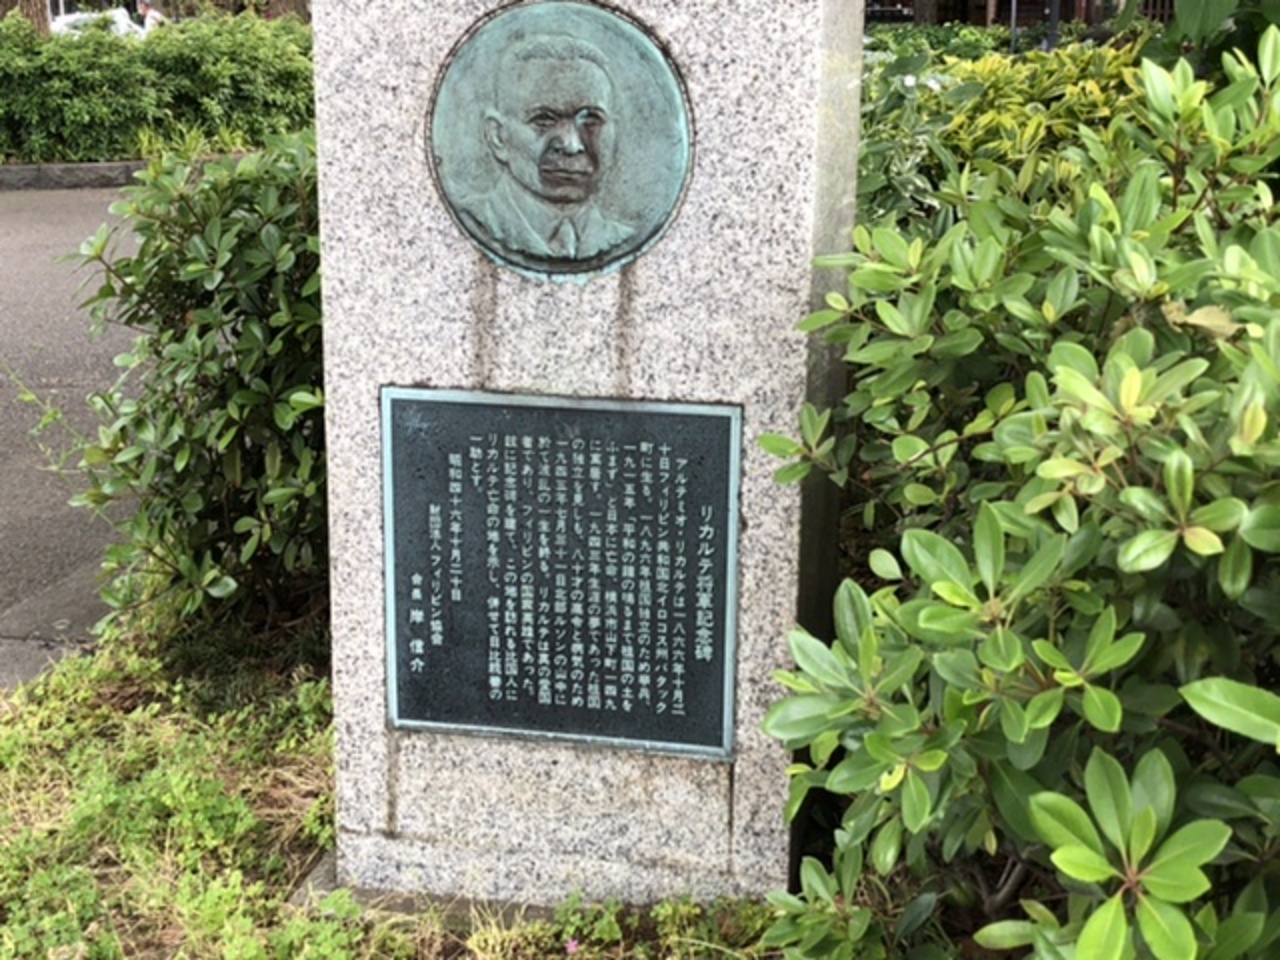 リカルテ将軍記念碑
アルテミオ・リカルテは一八六六年十月二
十日フィリピン共和国北イロコス州バタック
町に生る。一八九六年祖国の独立のため挙兵、
一九一五年「平和の鐘の鳴るまで祖国の土を
ふまず」と日本に亡命、横浜市山下町一四九
に寓居す。一九四三年生涯の夢であった祖国
の独立を見しも、八十才の高令と病気のため
一九四五年七月三十一日北部ルソンの山中に
於て波乱の一生を終る。リカルテは真の愛国
者であり、フィリピンの国家英雄であった。
茲に記念碑を建て、この地を訪れる比国人に
リカルテ亡命の地を示し、併せて日比親善の
一助とす。
昭和四十六年十月二十日
財団法人フィリピン協会
会長 岸 信介